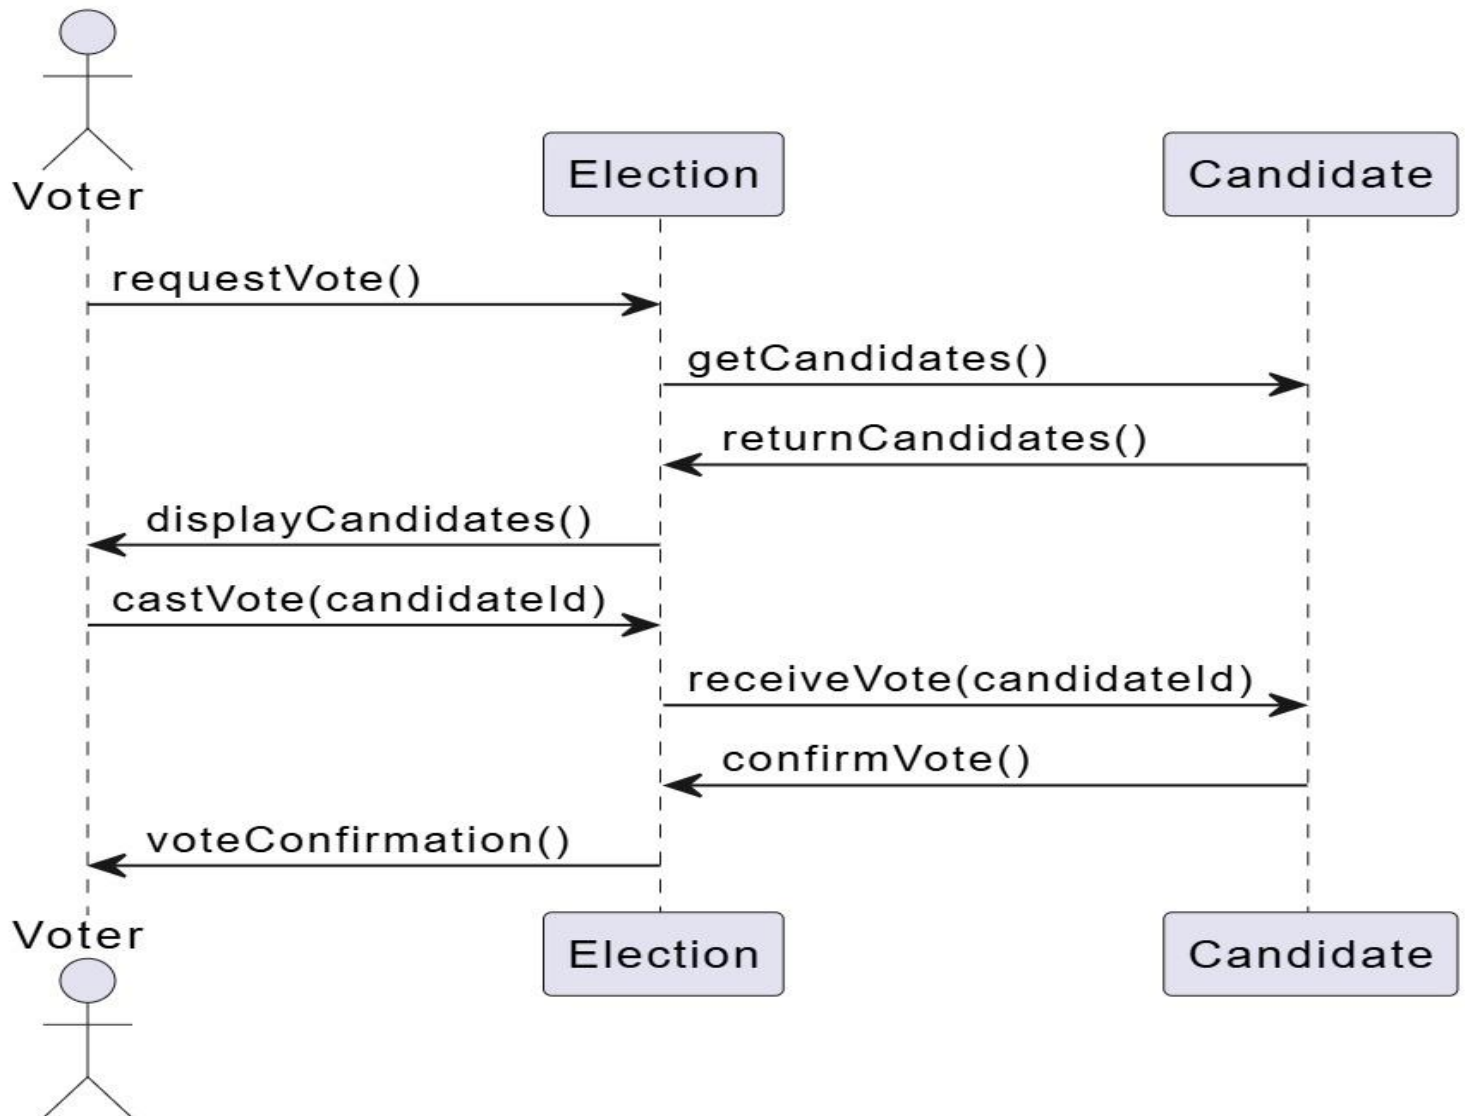 Voter
Election
Candidate
requestVote()
getCandidates()
returnCandidates()
displayCandidates()
castVote(candidateId)
receiveVote(candidateId)
confirmVote()
voteConfirmation()
Voter
Election
Candidate